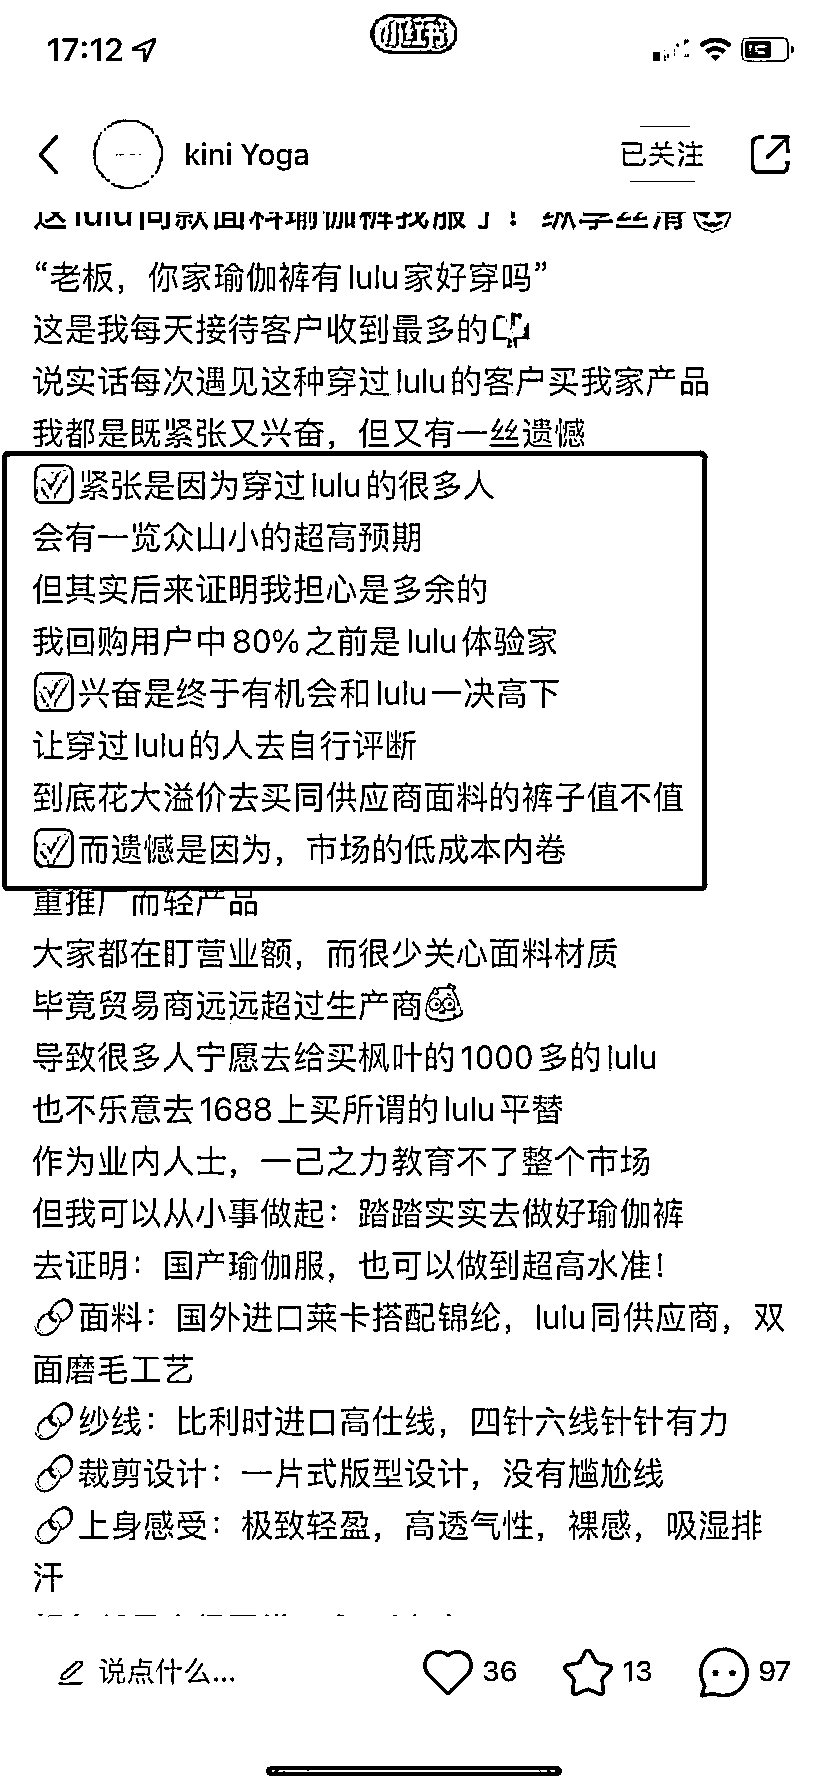 17:12
小红书
kini Yoga
已关注
这lulu同款面料瑜伽裤我服了！纵享丝滑
“老板，你家瑜伽裤有lulu家好穿吗”
这是我每天接待客户收到最多的
说实话每次遇见这种穿过lulu的客户买我家产品
我都是既紧张又兴奋，但又有一丝遗憾
紧张是因为穿过lulu的很多人
会有一览众山小的超高预期
但其实后来证明我担心是多余的
我回购用户中80%之前是lulu体验家
兴奋是终于有机会和lulu一决高下
让穿过lulu的人去自行评断
到底花大溢价去买同供应商面料的裤子值不值
而遗憾是因为，市场的低成本内卷
重推广而轻产品
大家都在盯营业额，而很少关心面料材质
毕竟贸易商远远超过生产商
导致很多人宁愿去给买枫叶的1000多的lulu
也不乐意去1688上买所谓的lulu平替
作为业内人士，一己之力教育不了整个市场
但我可以从小事做起：踏踏实实去做好瑜伽裤
去证明：国产瑜伽服，也可以做到超高水准！
面料：国外进口莱卡搭配锦纶，lulu同供应商，双
面磨毛工艺
纱线：比利时进口高仕线，四针六线针针有力
裁剪设计：一片式版型设计，没有尴尬线
上身感受：极致轻盈，高透气性，裸感，吸湿排
汗
说点什么...
36
13
97